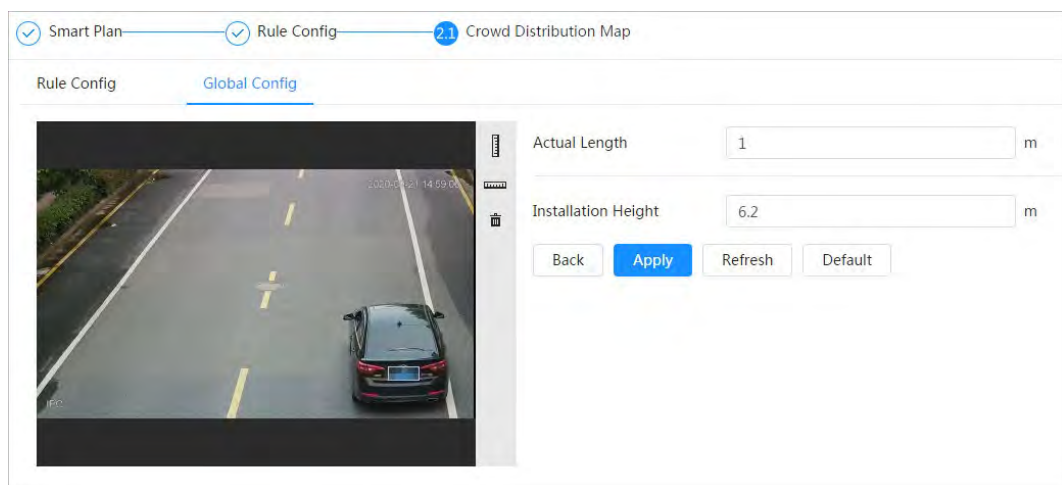 Smart Plan Rule Config 2.1 Crowd Distribution Map
Rule Config Global Config
Actual Length 1 m
Installation Height 6.2 m
Back Apply Refresh Default
IPC